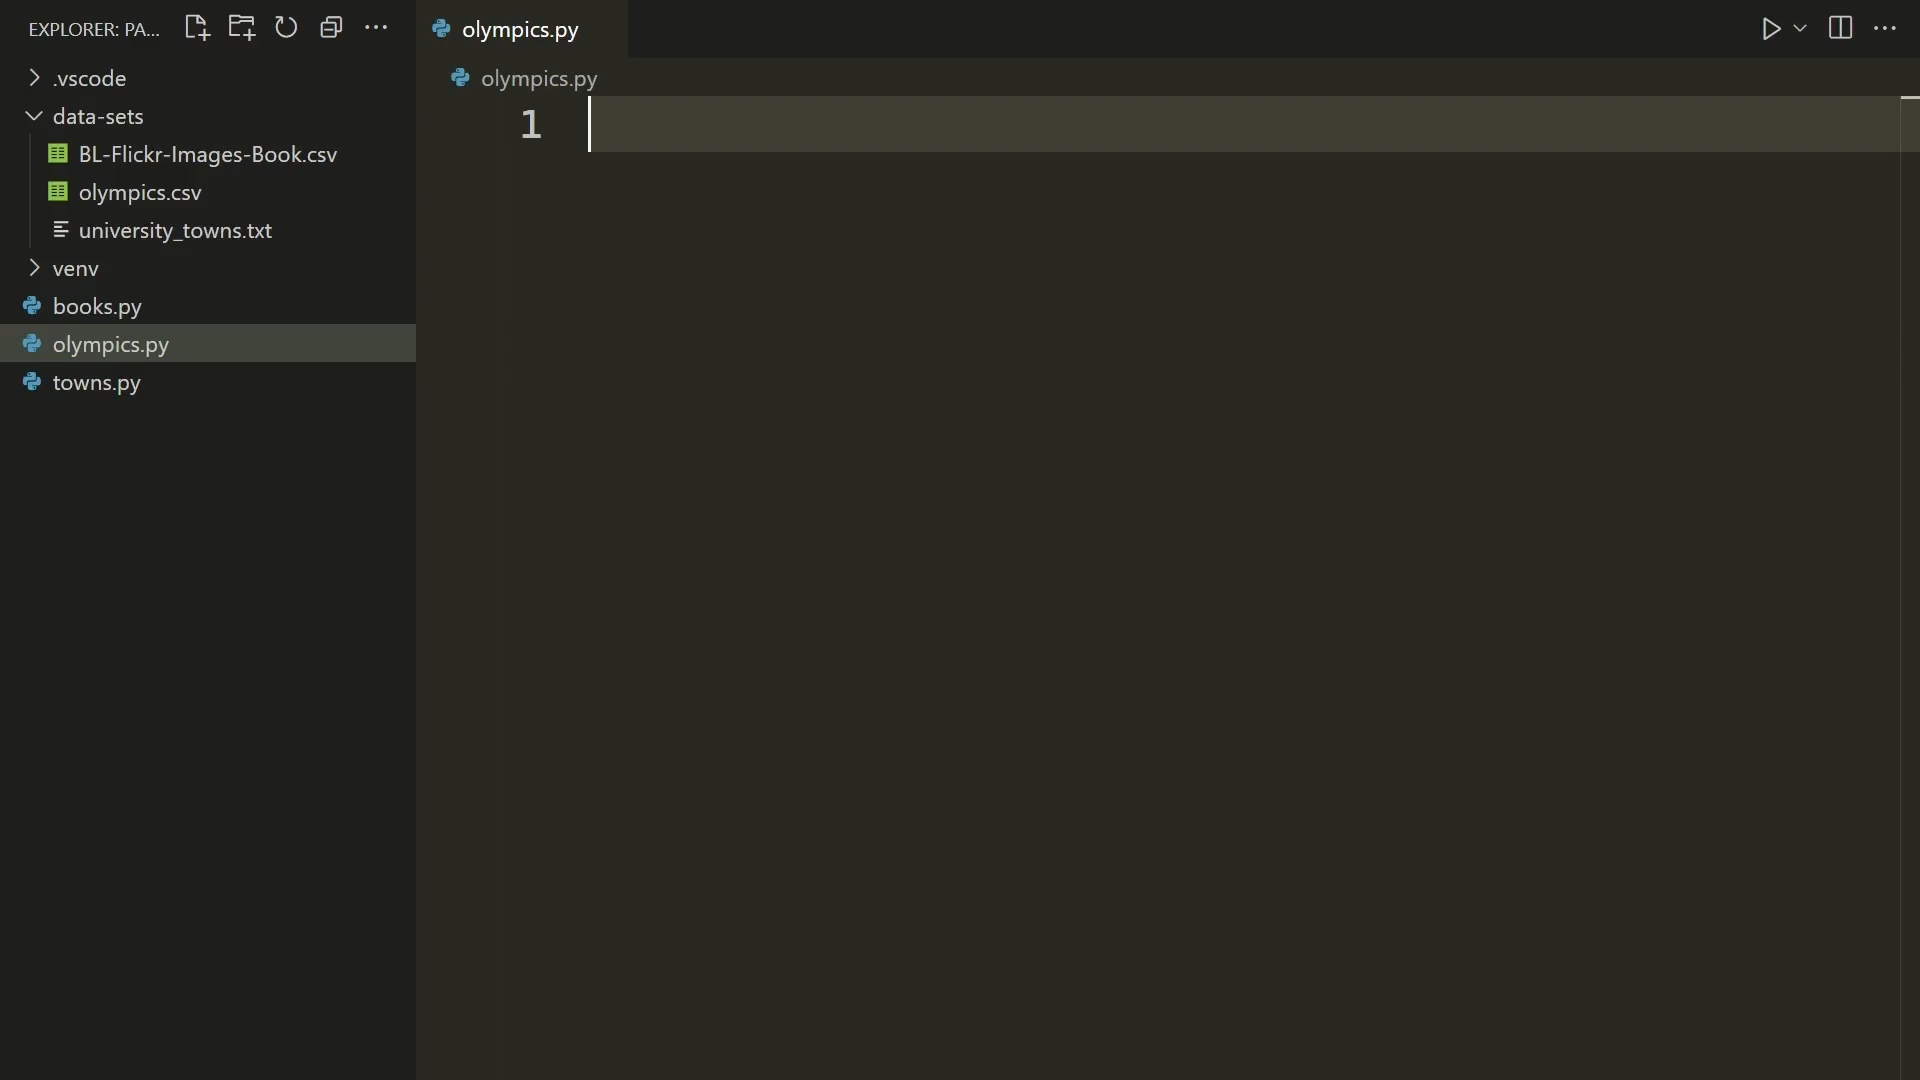 EXPLORER: PA...
.vscode
data-sets
BL-Flickr-Images-Book.csv
olympics.csv
university_towns.txt
venv
books.py
olympics.py
towns.py
olympics.py
olympics.py
1